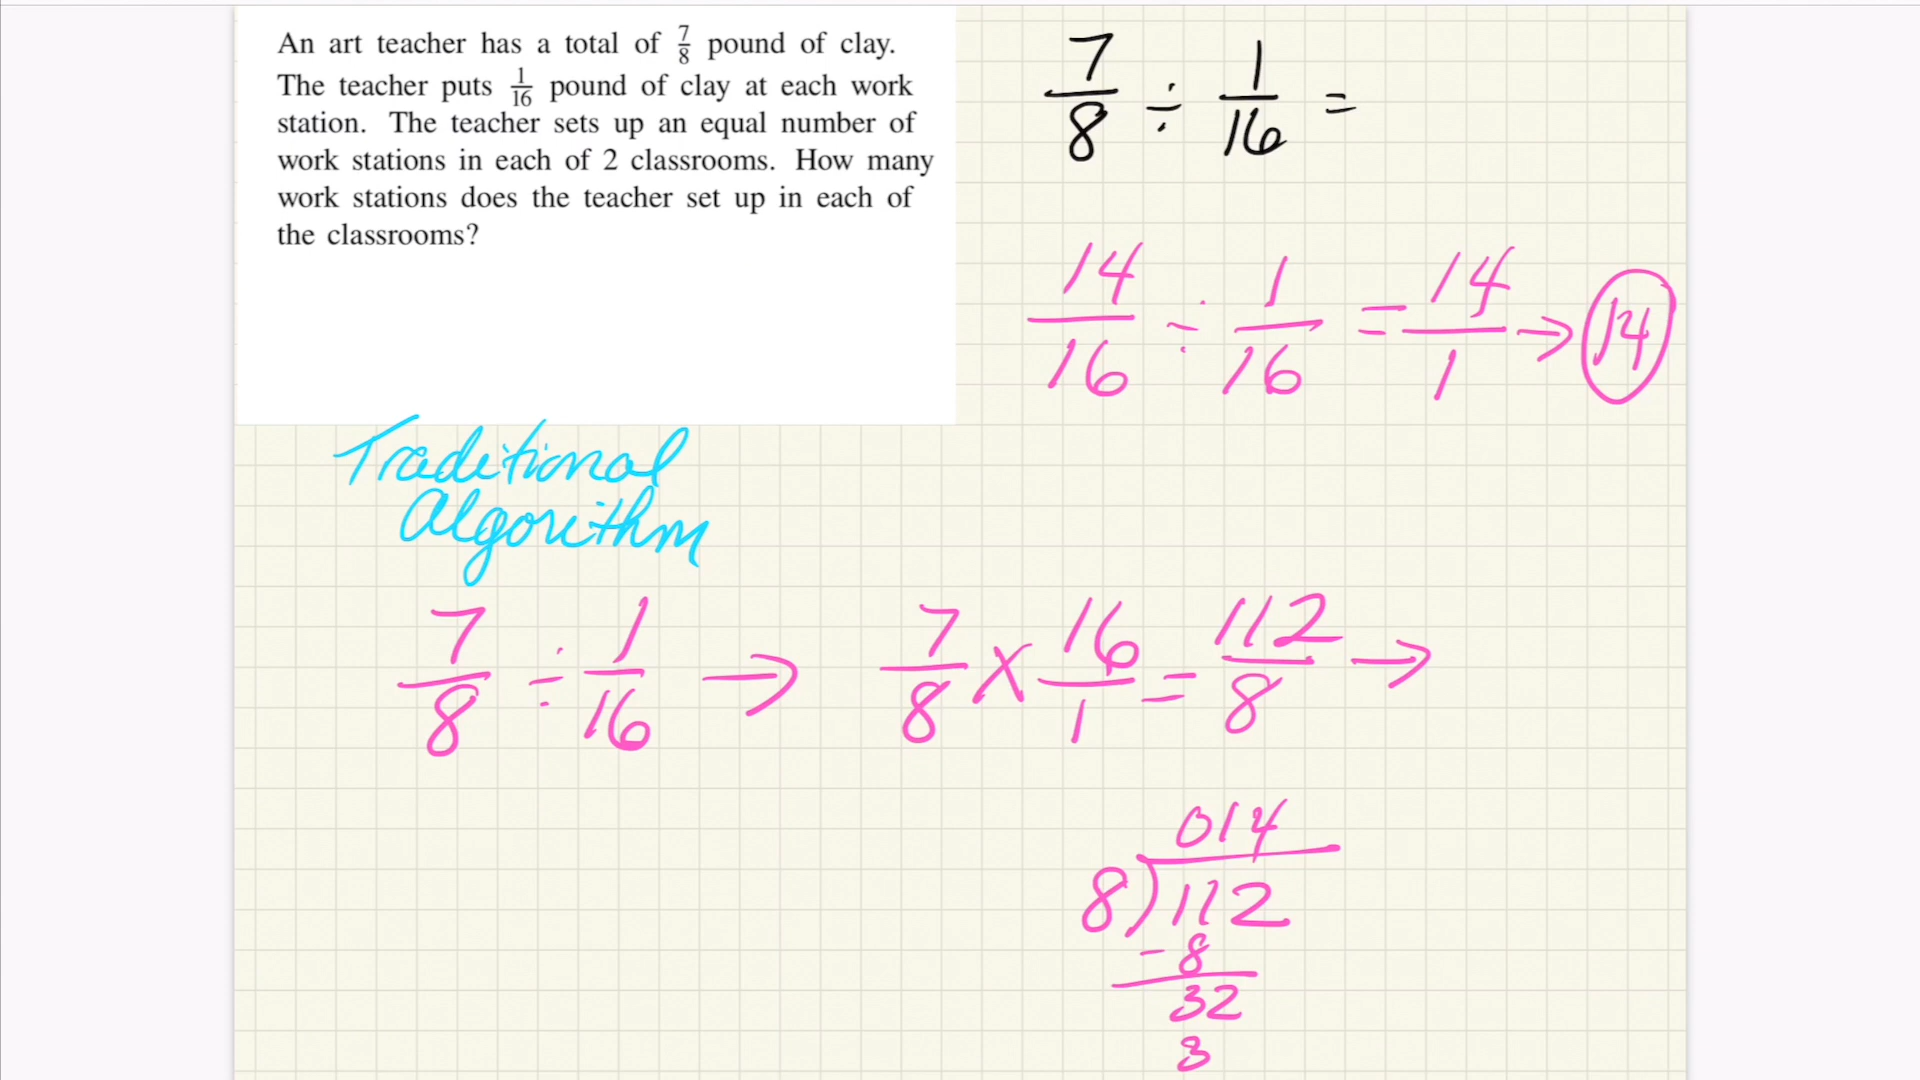 An art teacher has a total of 7/8 pound of clay.
The teacher puts 1/16 pound of clay at each work
station. The teacher sets up an equal number of
work stations in each of 2 classrooms. How many
work stations does the teacher set up in each of
the classrooms?
7/8 ÷ 1/16 =
14/16 ÷ 1/16 = 14/1 → 14
Traditional
Algorithm
7/8 ÷ 1/16 → 7/8 × 16/1 = 112/8 →
014
8)112
-8
32
3